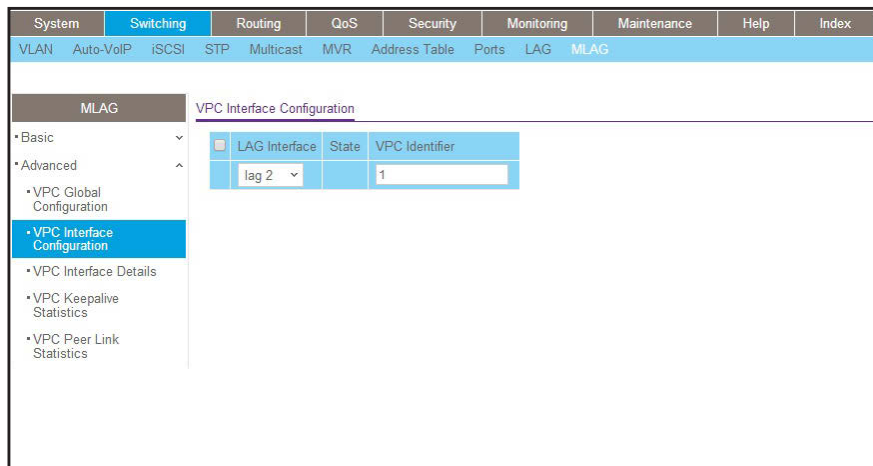 System Switching Routing QoS Security Monitoring Maintenance Help Index
VLAN Auto-VoIP iSCSI STP Multicast MVR Address Table Ports LAG MLAG
MLAG
Basic
Advanced
VPC Global
Configuration
VPC Interface
Configuration
VPC Interface Details
VPC Keepalive
Statistics
VPC Peer Link
Statistics
VPC Interface Configuration
LAG Interface State VPC Identifier
lag 2 1